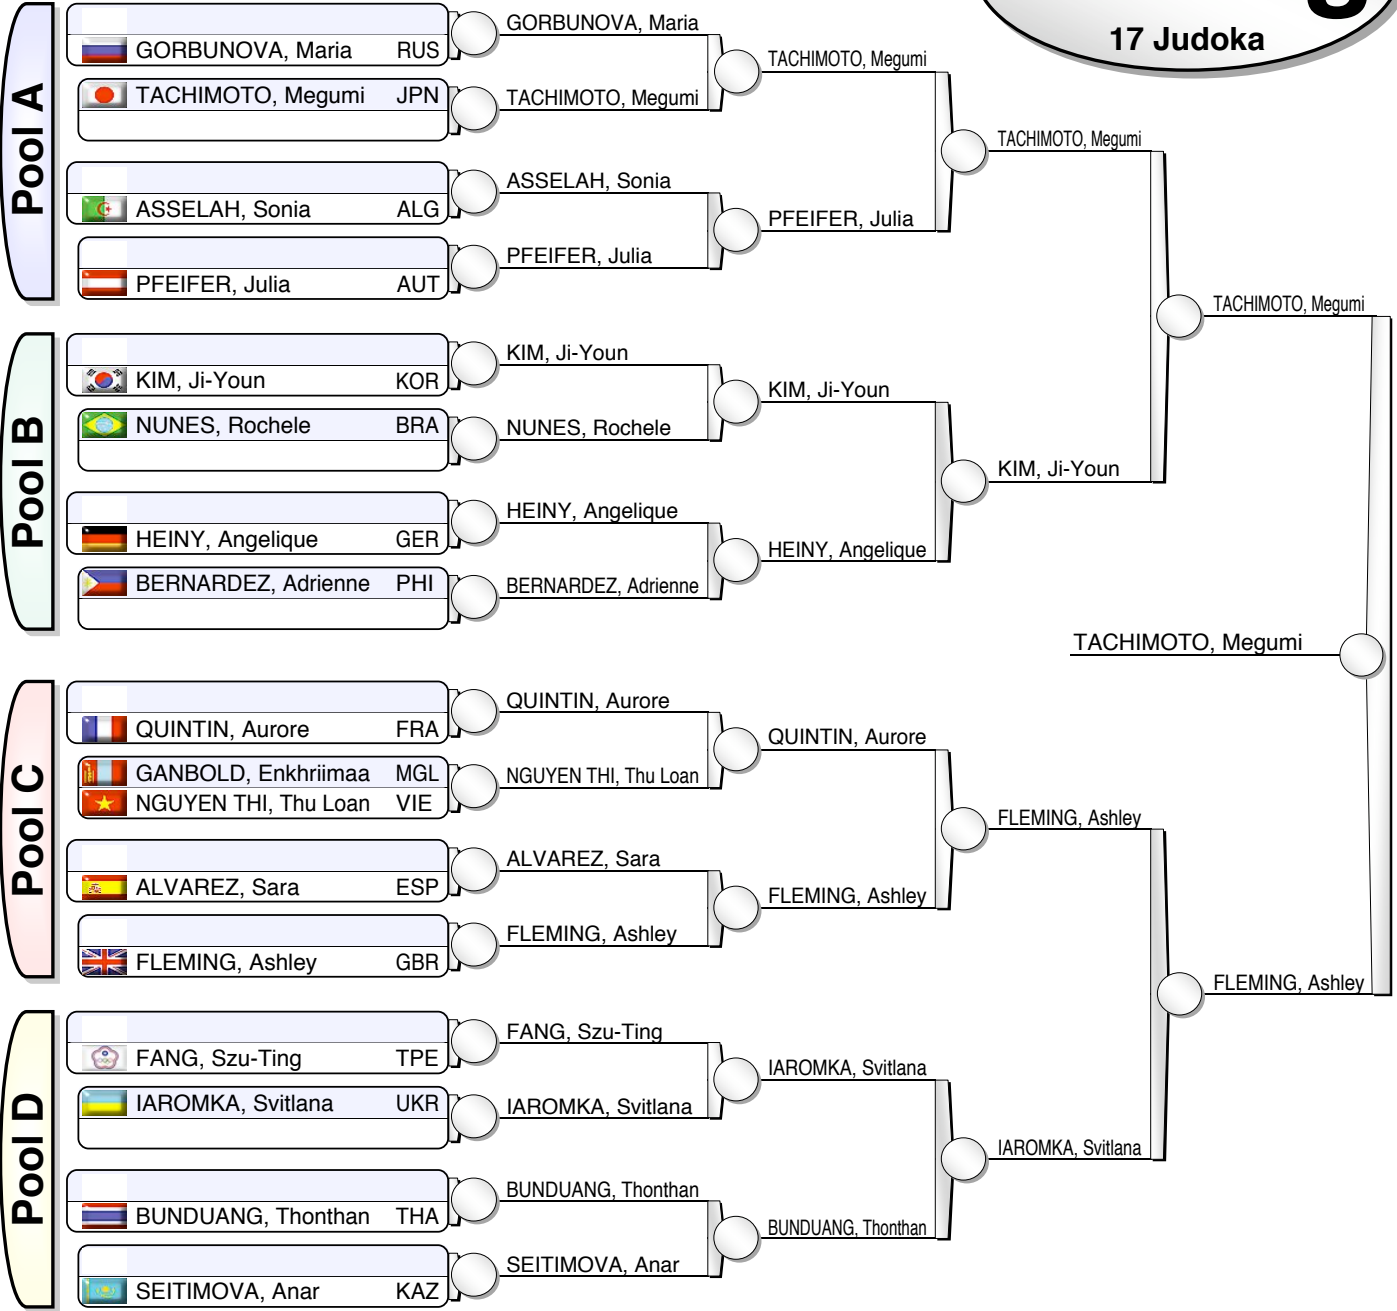 17 Judoka
Pool A
GORBUNOVA, Maria RUS
TACHIMOTO, Megumi JPN
ASSELAH, Sonia ALG
PFEIFER, Julia AUT
GORBUNOVA, Maria
TACHIMOTO, Megumi
ASSELAH, Sonia
PFEIFER, Julia
TACHIMOTO, Megumi
PFEIFER, Julia
TACHIMOTO, Megumi
Pool B
KIM, Ji-Youn KOR
NUNES, Rochele BRA
HEINY, Angelique GER
BERNARDEZ, Adrienne PHI
KIM, Ji-Youn
NUNES, Rochele
HEINY, Angelique
BERNARDEZ, Adrienne
KIM, Ji-Youn
HEINY, Angelique
KIM, Ji-Youn
TACHIMOTO, Megumi
TACHIMOTO, Megumi
Pool C
QUINTIN, Aurore FRA
GANBOLD, Enkhriimaa MGL
NGUYEN THI, Thu Loan VIE
ALVAREZ, Sara ESP
FLEMING, Ashley GBR
QUINTIN, Aurore
NGUYEN THI, Thu Loan
ALVAREZ, Sara
FLEMING, Ashley
QUINTIN, Aurore
FLEMING, Ashley
FLEMING, Ashley
Pool D
FANG, Szu-Ting TPE
IAROMKA, Svitlana UKR
BUNDUANG, Thonthan THA
SEITIMOVA, Anar KAZ
FANG, Szu-Ting
IAROMKA, Svitlana
BUNDUANG, Thonthan
SEITIMOVA, Anar
IAROMKA, Svitlana
BUNDUANG, Thonthan
IAROMKA, Svitlana
FLEMING, Ashley